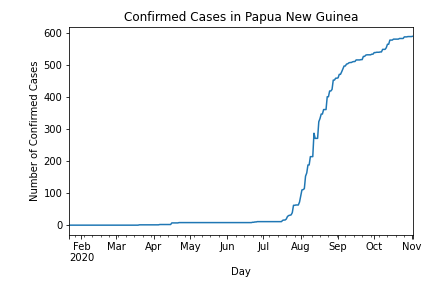 Confirmed Cases in Papua New Guinea
Number of Confirmed Cases
600
500
400
300
200
100
0
Feb Mar Apr May Jun Jul Aug Sep Oct Nov
2020
Day